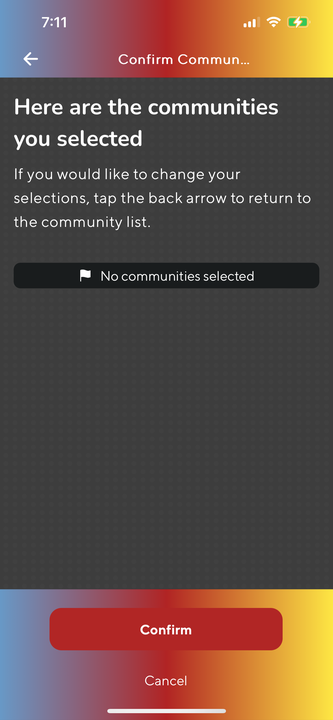 7:11
Confirm Commun...
Here are the communities
you selected
If you would like to change your
selections, tap the back arrow to return to
the community list.
No communities selected
Confirm
Cancel